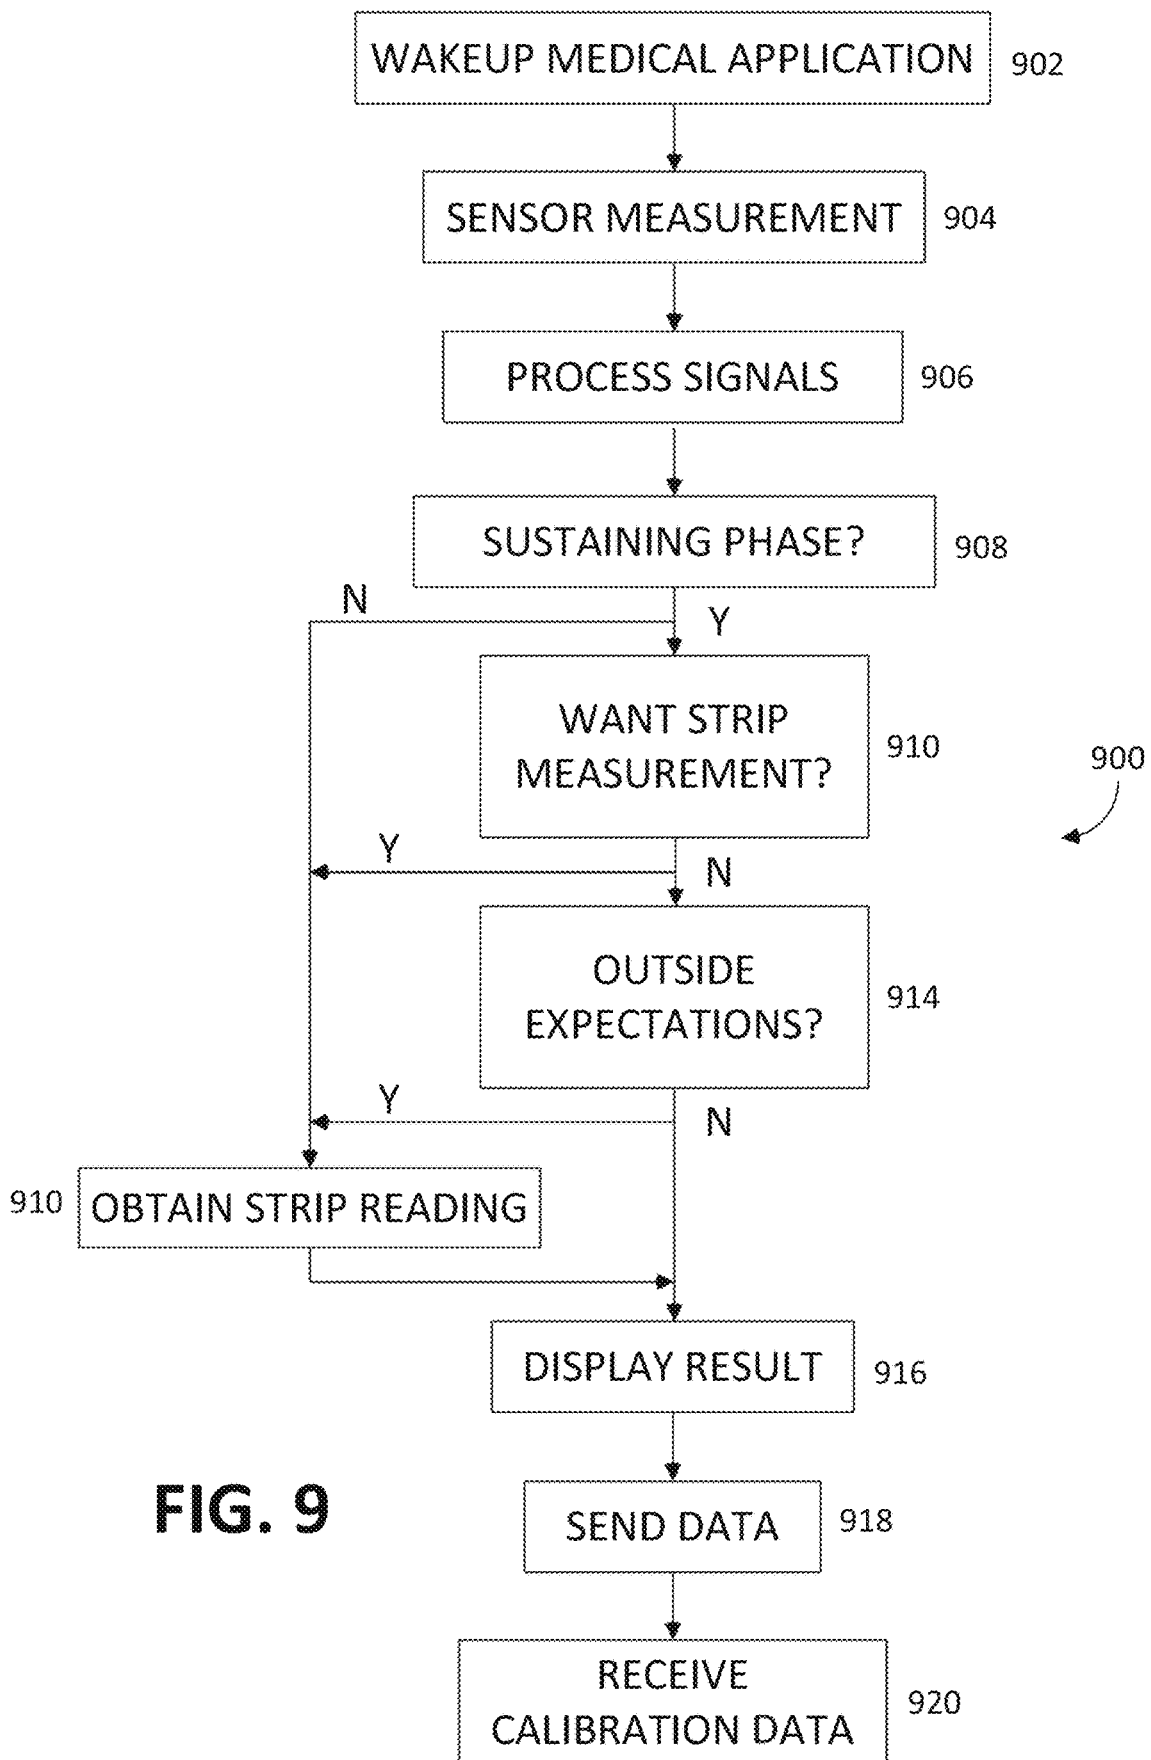 WAKEUP MEDICAL APPLICATION 902
SENSOR MEASUREMENT 904
PROCESS SIGNALS 906
SUSTAINING PHASE? 908
N
Y
WANT STRIP
MEASUREMENT?
910
900
Y
N
OUTSIDE
EXPECTATIONS?
914
Y
N
910 OBTAIN STRIP READING
DISPLAY RESULT 916
FIG. 9
SEND DATA 918
RECEIVE
CALIBRATION DATA
920